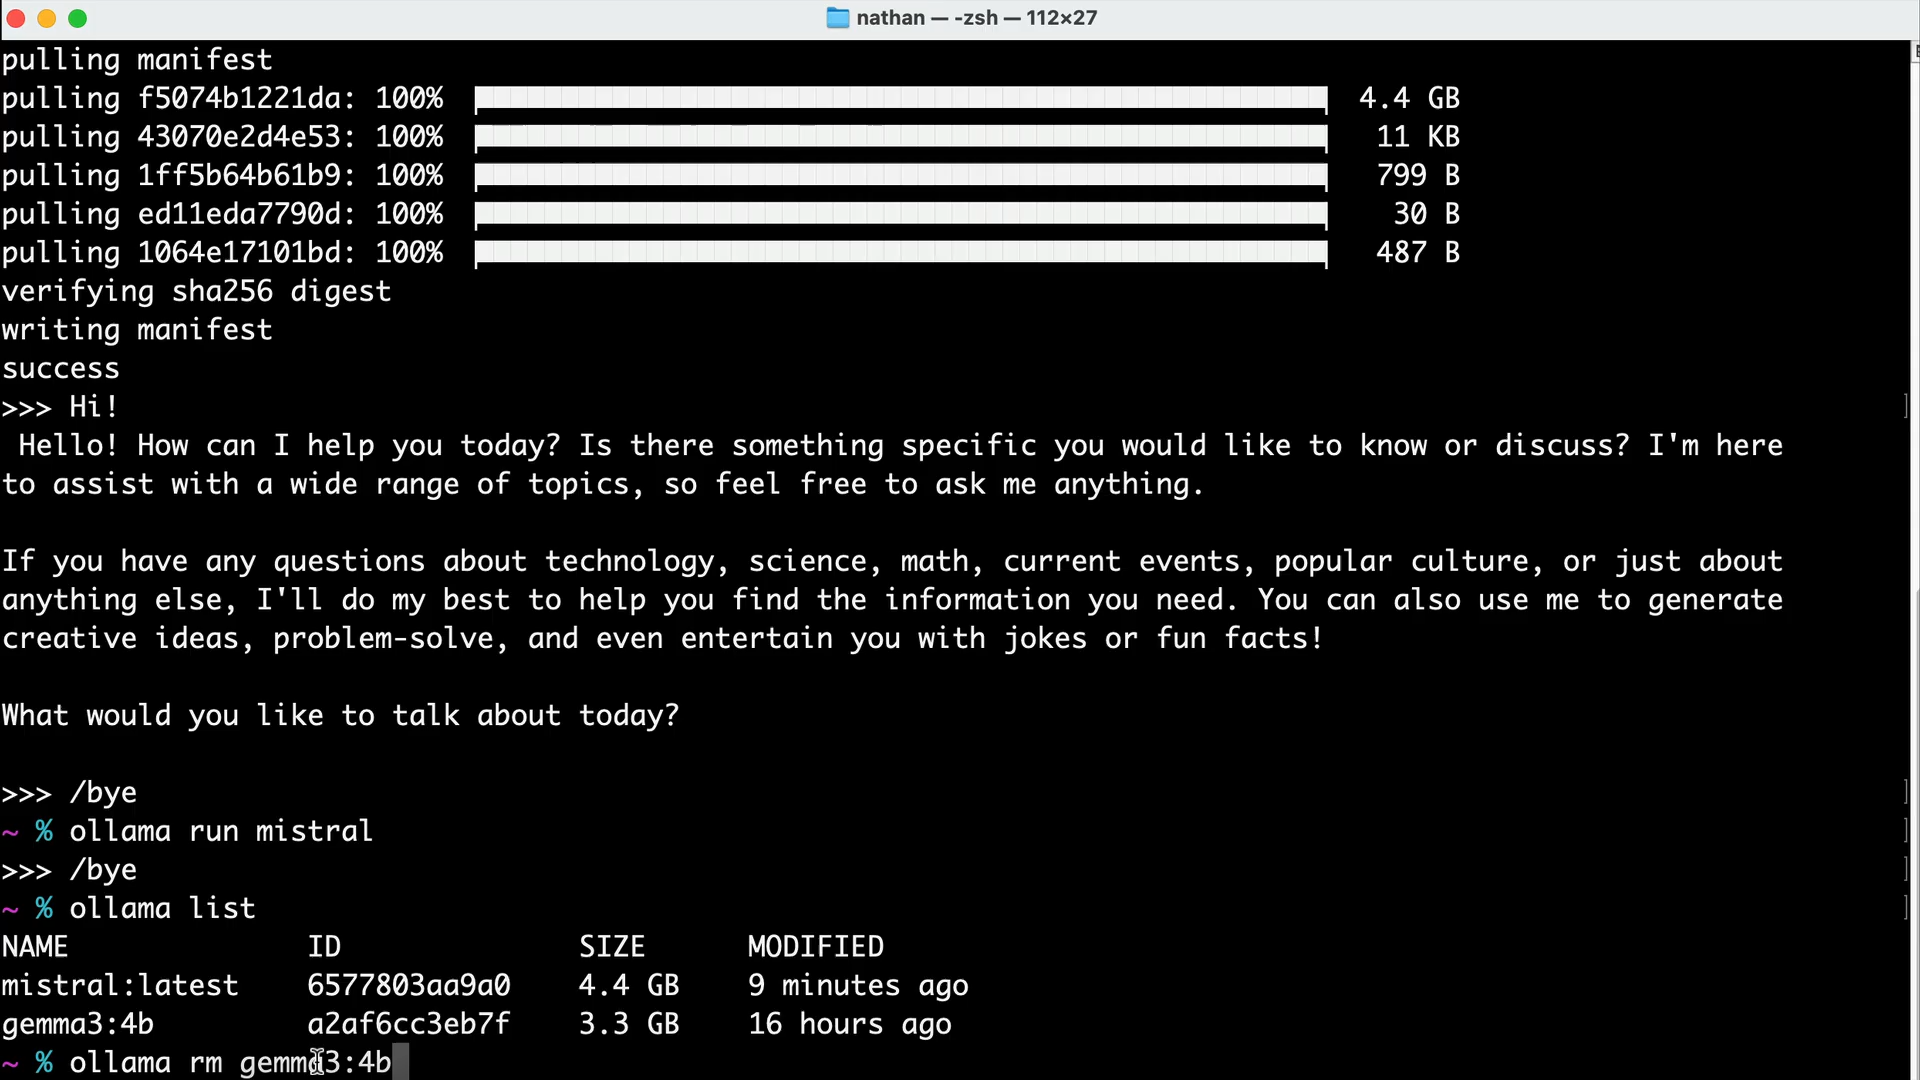 nathan — -zsh — 112×27
pulling manifest
pulling f5074b1221da: 100% 4.4 GB
pulling 43070e2d4e53: 100% 11 KB
pulling 1ff5b64b61b9: 100% 799 B
pulling ed11eda7790d: 100% 30 B
pulling 1064e17101bd: 100% 487 B
verifying sha256 digest
writing manifest
success
>>> Hi!
Hello! How can I help you today? Is there something specific you would like to know or discuss? I'm here
to assist with a wide range of topics, so feel free to ask me anything.
If you have any questions about technology, science, math, current events, popular culture, or just about
anything else, I'll do my best to help you find the information you need. You can also use me to generate
creative ideas, problem-solve, and even entertain you with jokes or fun facts!
What would you like to talk about today?
>>> /bye
~ % ollama run mistral
>>> /bye
~ % ollama list
NAME ID SIZE MODIFIED
mistral:latest 6577803aa9a0 4.4 GB 9 minutes ago
gemma3:4b a2af6cc3eb7f 3.3 GB 16 hours ago
~ % ollama rm gemma3:4b